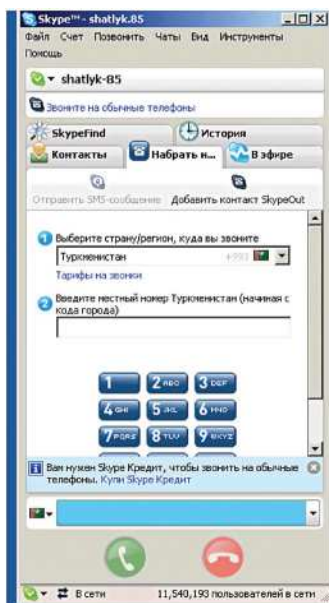 Skype™ - shatlyk.85
Файл Счет Позвонить Чаты Вид Инструменты
Помощь
shatlyk-85
Звоните на обычные телефоны
SkypeFind История
Контакты Набрать н... В эфире
Отправить SMS-сообщение Добавить контакт SkypeOut
1 Выберите страну/регион, куда вы звоните
Туркменистан +993
Тарифы на звонки
2 Введите местный номер Туркменистан (начиная с
кода города)
1 2 ABC 3 DEF
4 GHI 5 JKL 6 MNO
7 PQRS 8 TUV 9 WXYZ
Вам нужен Skype Кредит, чтобы звонить на обычные
телефоны. Купи Skype Кредит
В сети 11,540,193 пользователей в сети